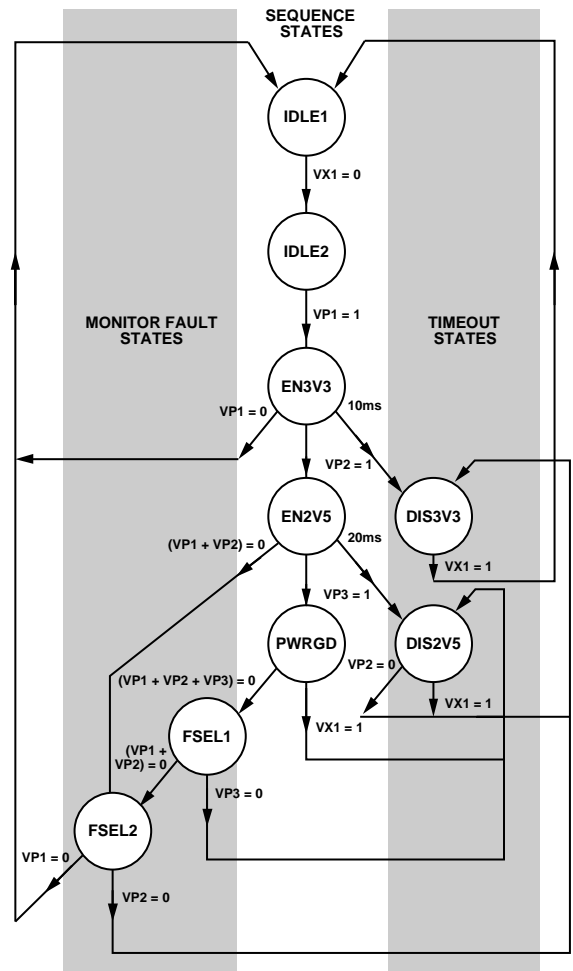 SEQUENCE
STATES
IDLE1
VX1 = 0
IDLE2
MONITOR FAULT
STATES
VP1 = 1
TIMEOUT
STATES
EN3V3
VP1 = 0
10ms
VP2 = 1
EN2V5
DIS3V3
(VP1 + VP2) = 0
20ms
VX1 = 1
VP3 = 1
PWRGD
DIS2V5
VP2 = 0
(VP1 + VP2 + VP3) = 0
VX1 = 1
VX1 = 1
FSEL1
(VP1 +
VP2) = 0
VP3 = 0
FSEL2
VP1 = 0
VP2 = 0